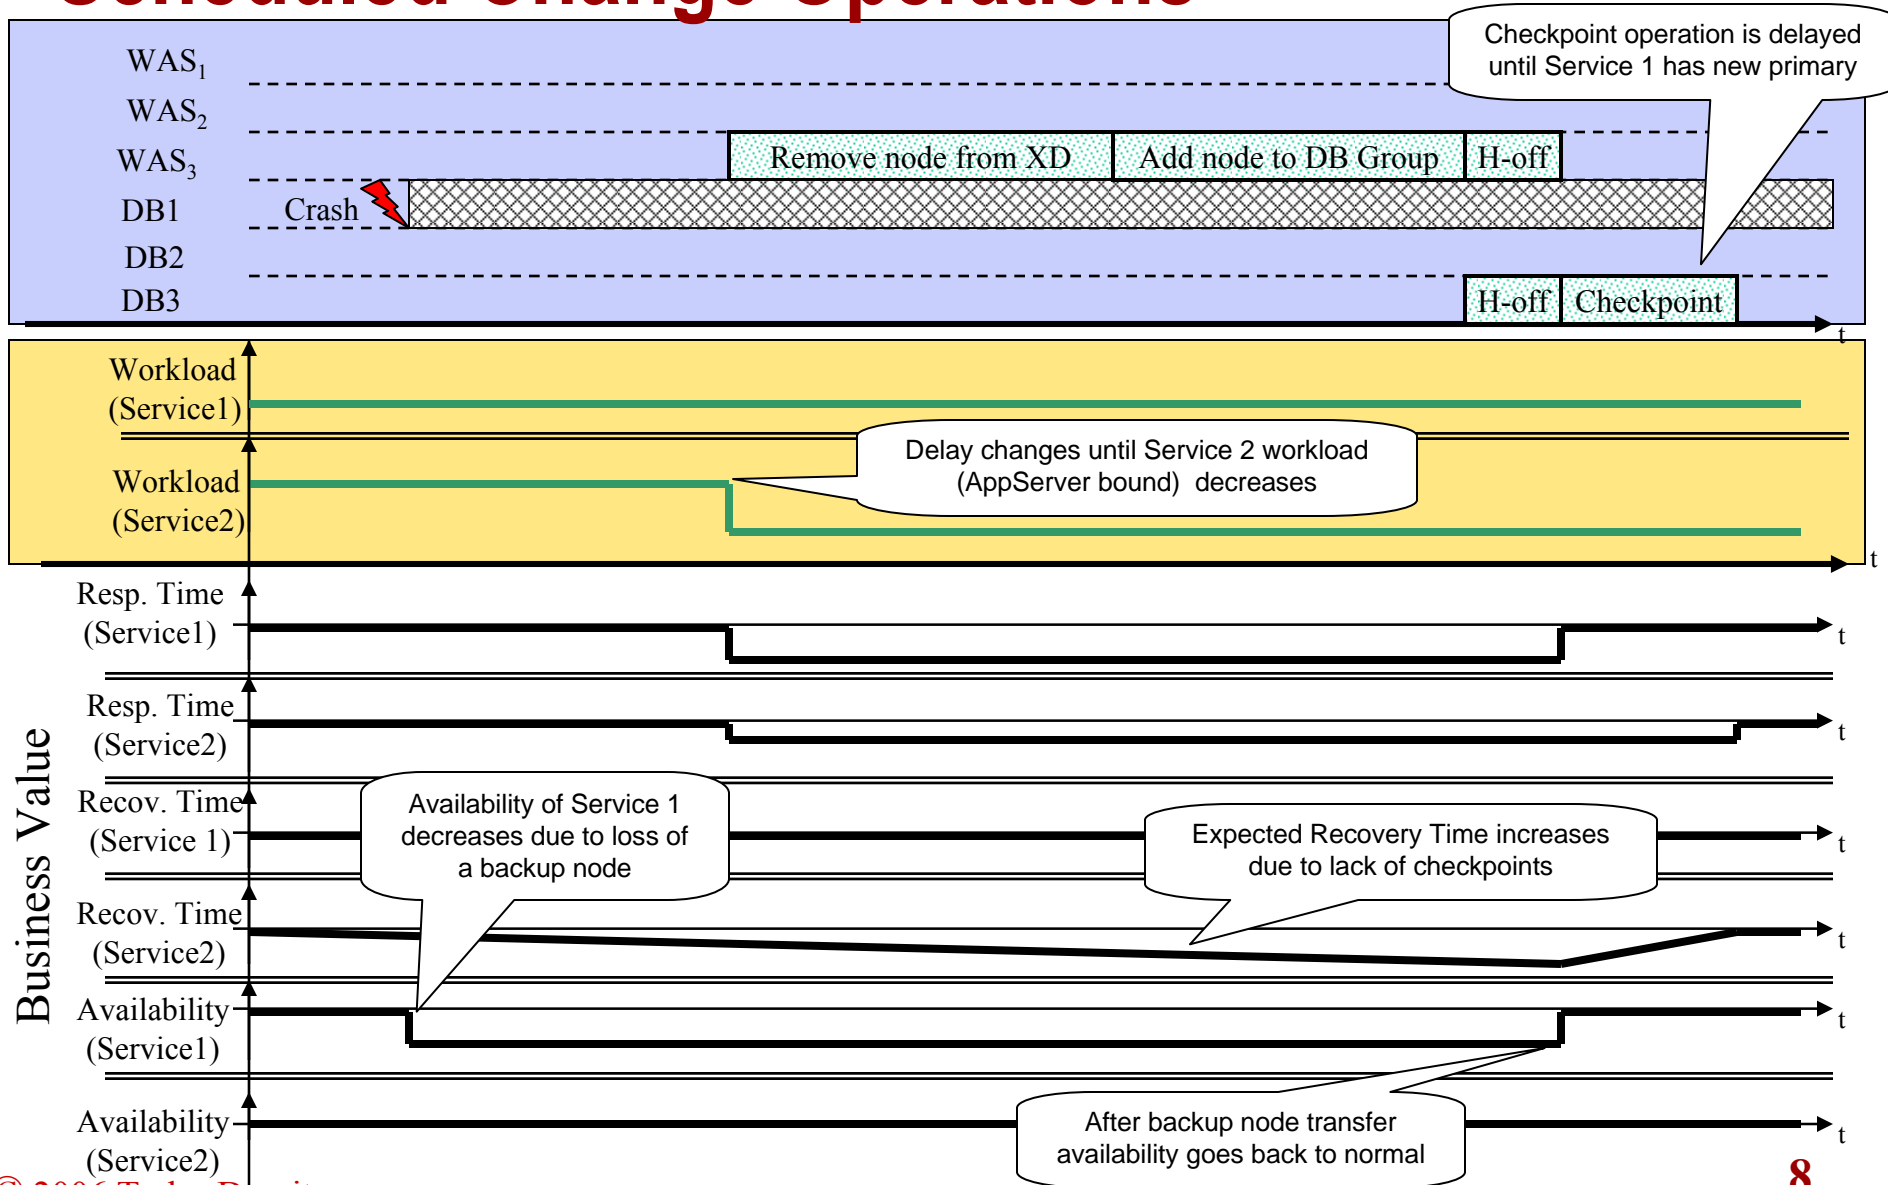 Scheduled Change Operations
Checkpoint operation is delayed
until Service 1 has new primary
WAS1
WAS2
WAS3
Remove node from XD
Add node to DB Group
H-off
DB1
Crash
DB2
DB3
H-off
Checkpoint
t
Workload
(Service1)
Delay changes until Service 2 workload
(AppServer bound) decreases
Workload
(Service2)
t
Resp. Time
(Service1)
t
Resp. Time
(Service2)
t
Business Value
Recov. Time
(Service 1)
t
Availability of Service 1
decreases due to loss of
a backup node
Expected Recovery Time increases
due to lack of checkpoints
Recov. Time
(Service2)
t
Availability
(Service1)
t
After backup node transfer
availability goes back to normal
Availability
(Service2)
t
© 2006
8